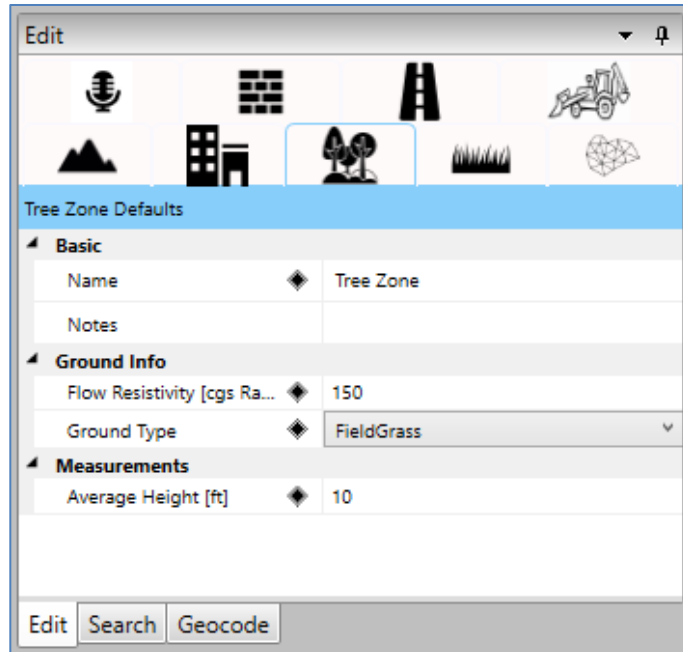 Edit
Tree Zone Defaults
Basic
Name Tree Zone
Notes
Ground Info
Flow Resistivity [cgs Ra... 150
Ground Type FieldGrass
Measurements
Average Height [ft] 10
Edit Search Geocode